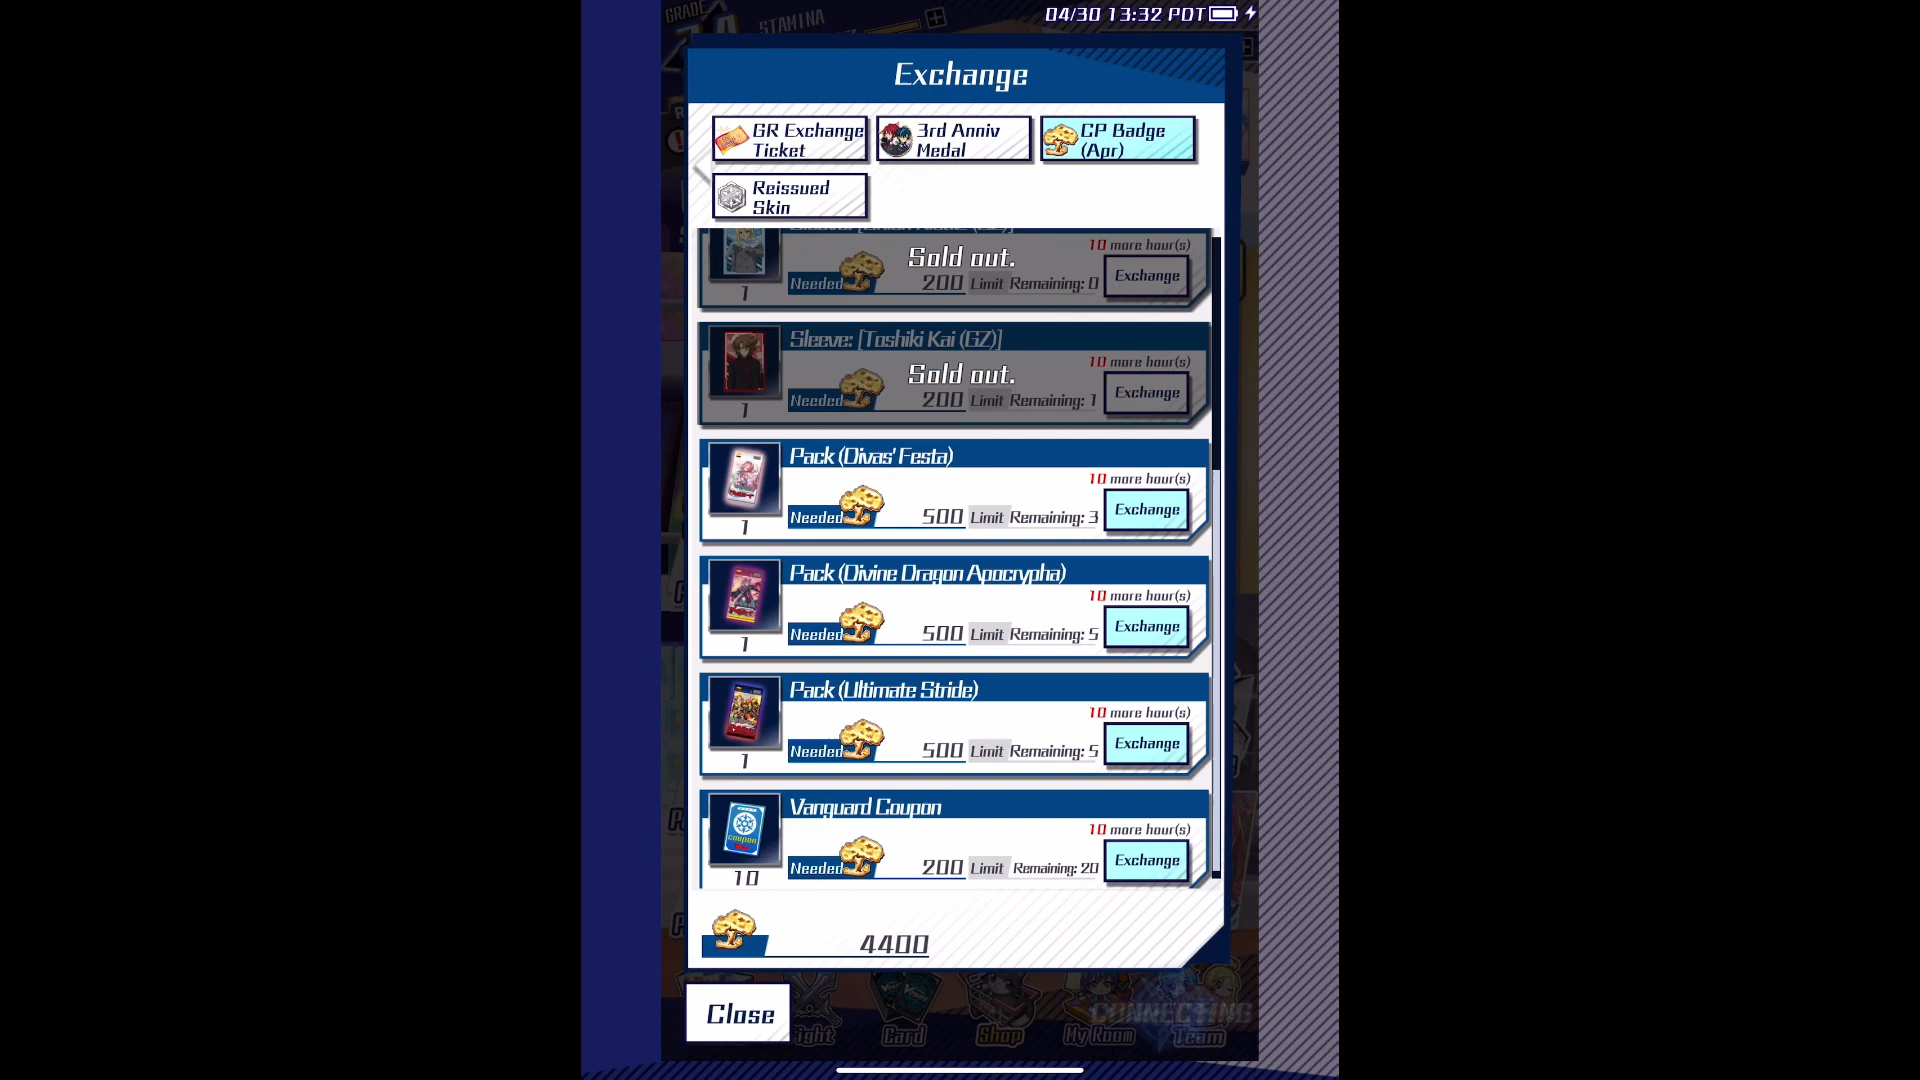 GRADE
STAMINA
04/30 13:32 PDT
Exchange
GR Exchange
Ticket
3rd Anniv
Medal
CP Badge
(Apr)
Reissued
Skin
Sold out.
10 more hour(s)
1
Needed
200
Limit
Remaining: 0
Exchange
Sleeve: [Toshiki Kai (GZ)]
Sold out.
10 more hour(s)
1
Needed
200
Limit
Remaining: 1
Exchange
Pack (Divas' Festa)
10 more hour(s)
1
Needed
500
Limit
Remaining: 3
Exchange
Pack (Divine Dragon Apocrypha)
10 more hour(s)
1
Needed
500
Limit
Remaining: 5
Exchange
Pack (Ultimate Stride)
10 more hour(s)
1
Needed
500
Limit
Remaining: 5
Exchange
Vanguard Coupon
10 more hour(s)
COUPON
10
Needed
200
Limit
Remaining: 20
Exchange
4400
Close
Card
Shop
My Room
CONNECTING
Team